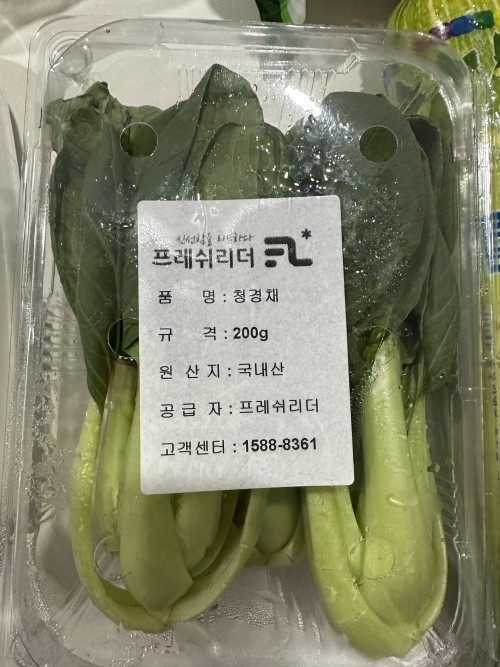 신선함을 리드하다
프레쉬리더
품 명 : 청경채
규 격 : 200g
원 산 지 : 국내산
공 급 자 : 프레쉬리더
고객센터 : 1588-8361